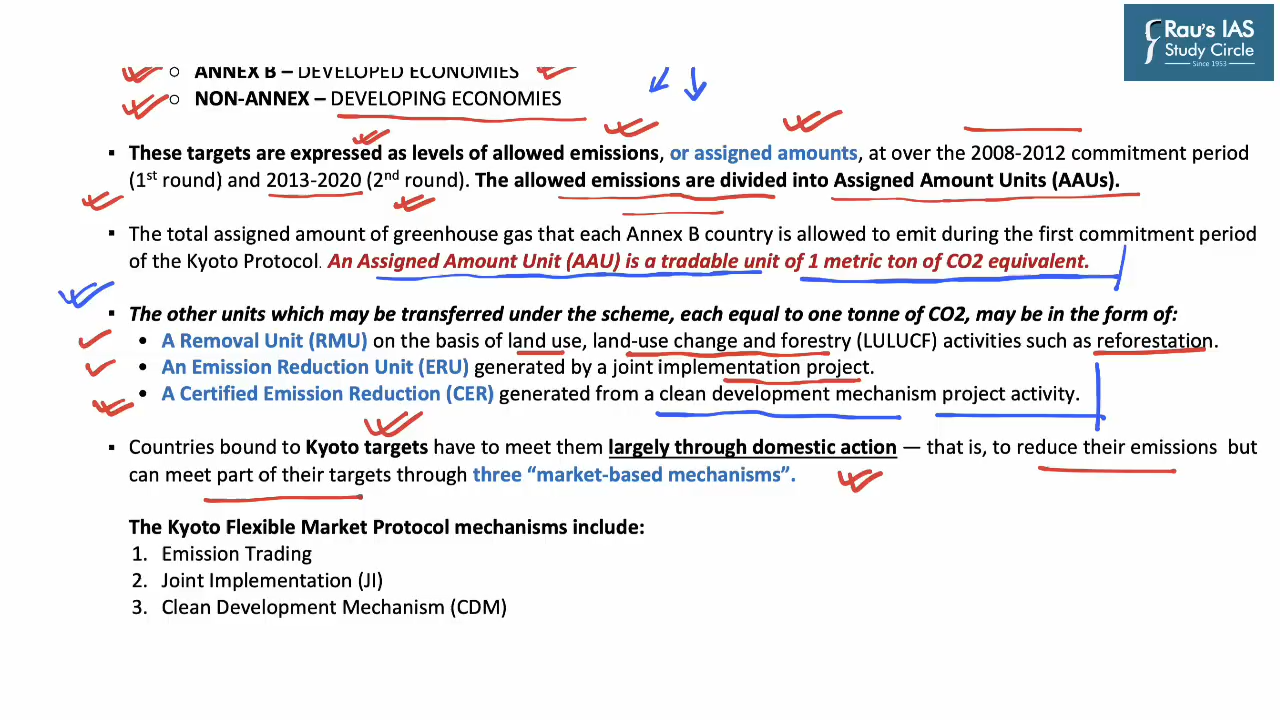 Rau's IAS
Study Circle
Since 1953
○ ANNEX B – DEVELOPED ECONOMIES
○ NON-ANNEX – DEVELOPING ECONOMIES
▪ These targets are expressed as levels of allowed emissions, or assigned amounts, at over the 2008-2012 commitment period
(1st round) and 2013-2020 (2nd round). The allowed emissions are divided into Assigned Amount Units (AAUs).
▪ The total assigned amount of greenhouse gas that each Annex B country is allowed to emit during the first commitment period
of the Kyoto Protocol. An Assigned Amount Unit (AAU) is a tradable unit of 1 metric ton of CO2 equivalent.
▪ The other units which may be transferred under the scheme, each equal to one tonne of CO2, may be in the form of:
• A Removal Unit (RMU) on the basis of land use, land-use change and forestry (LULUCF) activities such as reforestation.
• An Emission Reduction Unit (ERU) generated by a joint implementation project.
• A Certified Emission Reduction (CER) generated from a clean development mechanism project activity.
▪ Countries bound to Kyoto targets have to meet them largely through domestic action — that is, to reduce their emissions but
can meet part of their targets through three “market-based mechanisms”.
The Kyoto Flexible Market Protocol mechanisms include:
1. Emission Trading
2. Joint Implementation (JI)
3. Clean Development Mechanism (CDM)